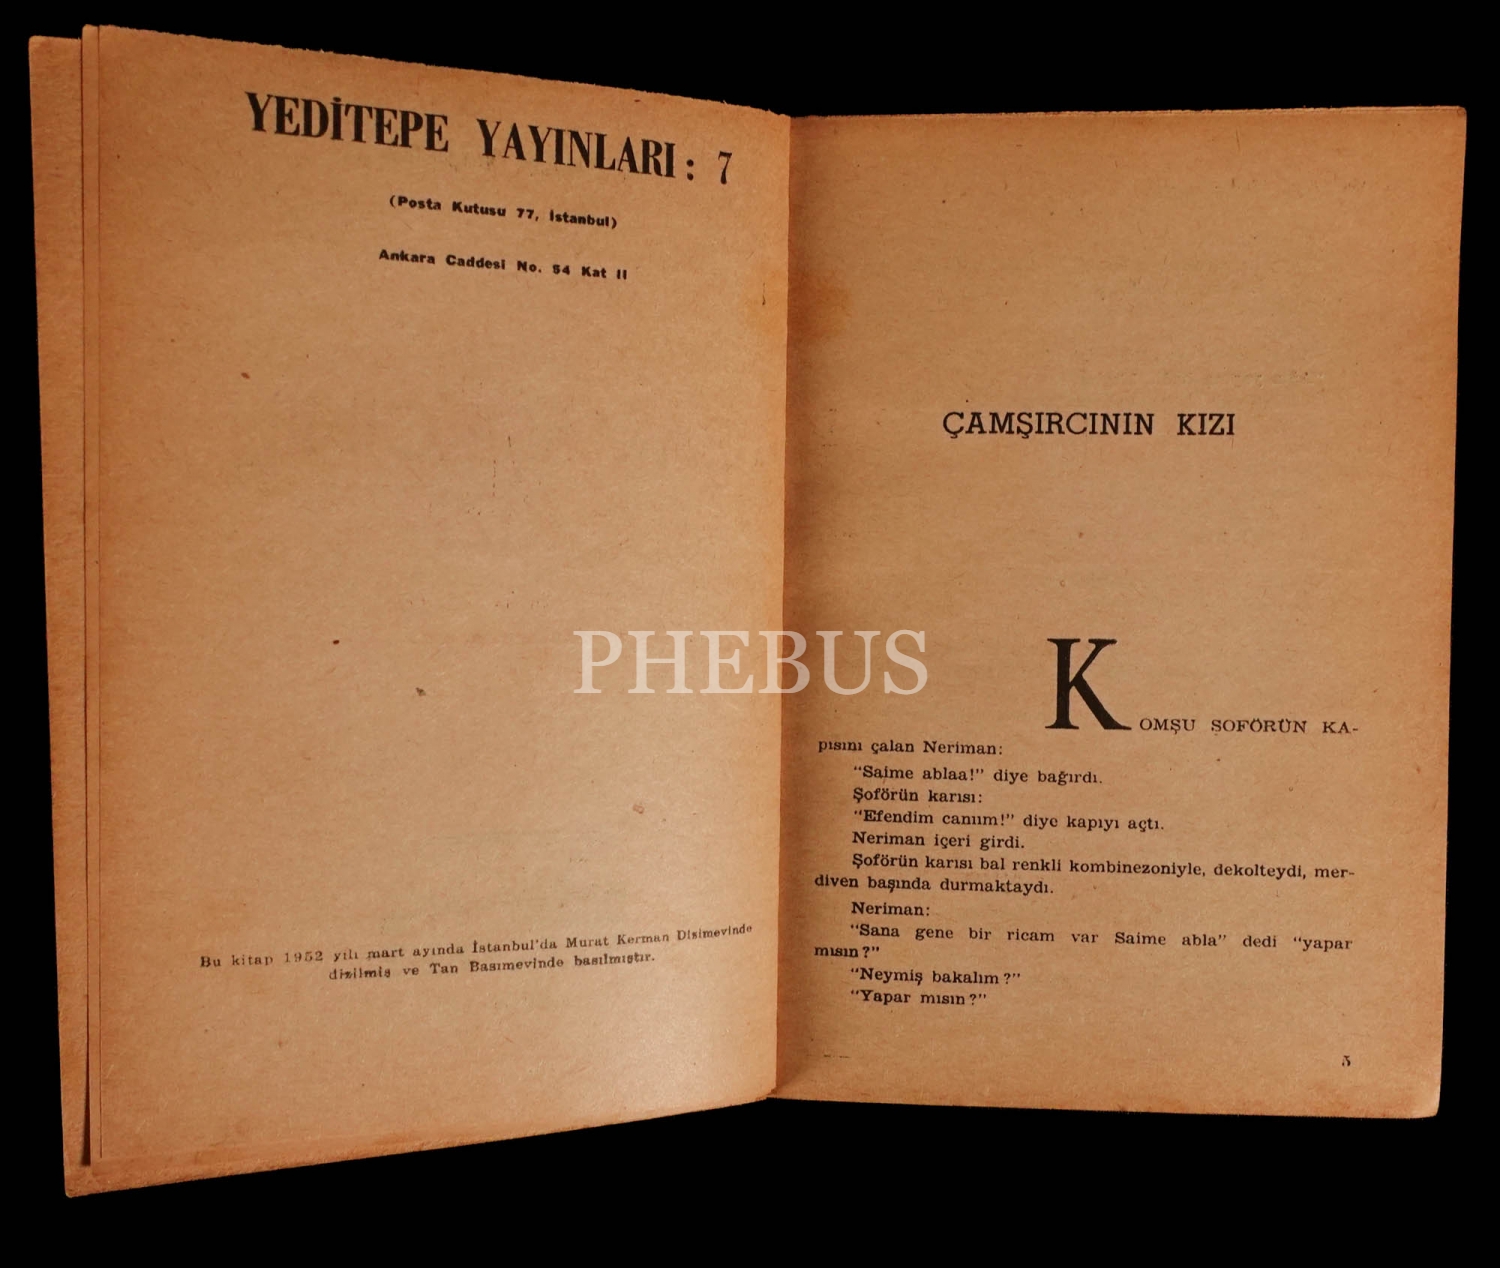 YEDİTEPE YAYINLARI: 7
(Posta Kutusu 77, İstanbul)
Ankara Caddesi No. 54 Kat II
Bu kitap 1952 yılı mart ayında İstanbul'da Murat Kerman Disimevinde
dizilmiş ve Tan Basımevinde basılmıştır.
PHEBUS
ÇAMŞIRCININ KIZI
KOMŞU ŞOFÖRÜN KA-
pısını çalan Neriman:
"Saime ablaa!" diye bağırdı.
Şoförün karısı:
"Efendim canıım!" diye kapıyı açtı.
Neriman içeri girdi.
Şoförün karısı bal renkli kombinezoniyle, dekolteydi, mer-
diven başında durmaktaydı.
Neriman:
"Sana gene bir ricam var Saime abla" dedi "yapar
mısın?"
"Neymiş bakalım?"
"Yapar mısın?"
5